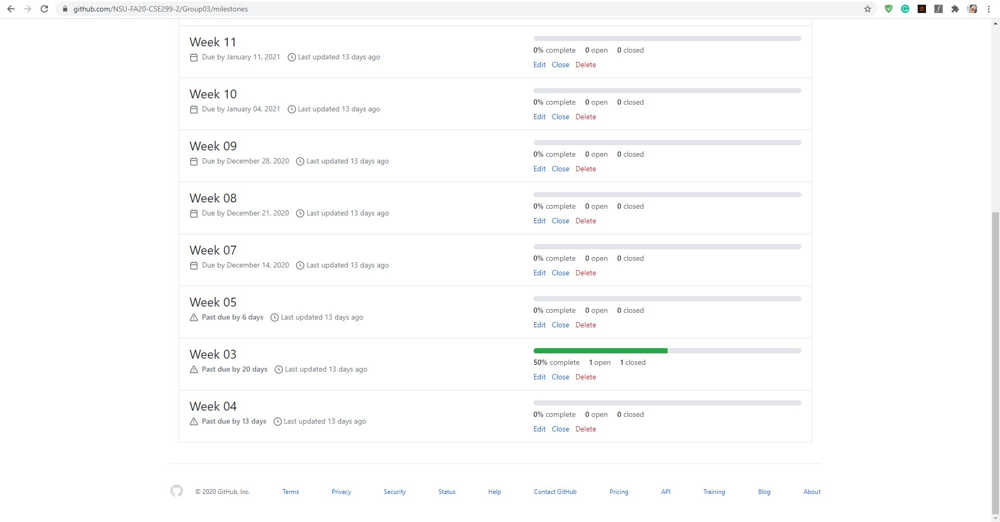 github.com/NSU-FA20-CSE299-2/Group03/milestones
Week 11
Due by January 11, 2021 Last updated 13 days ago
0% complete 0 open 0 closed
Edit Close Delete
Week 10
Due by January 04, 2021 Last updated 13 days ago
0% complete 0 open 0 closed
Edit Close Delete
Week 09
Due by December 28, 2020 Last updated 13 days ago
0% complete 0 open 0 closed
Edit Close Delete
Week 08
Due by December 21, 2020 Last updated 13 days ago
0% complete 0 open 0 closed
Edit Close Delete
Week 07
Due by December 14, 2020 Last updated 13 days ago
0% complete 0 open 0 closed
Edit Close Delete
Week 05
Past due by 6 days Last updated 13 days ago
0% complete 0 open 0 closed
Edit Close Delete
Week 03
Past due by 20 days Last updated 13 days ago
50% complete 1 open 1 closed
Edit Close Delete
Week 04
Past due by 13 days Last updated 13 days ago
0% complete 0 open 0 closed
Edit Close Delete
© 2020 GitHub, Inc. Terms Privacy Security Status Help Contact GitHub Pricing API Training Blog About